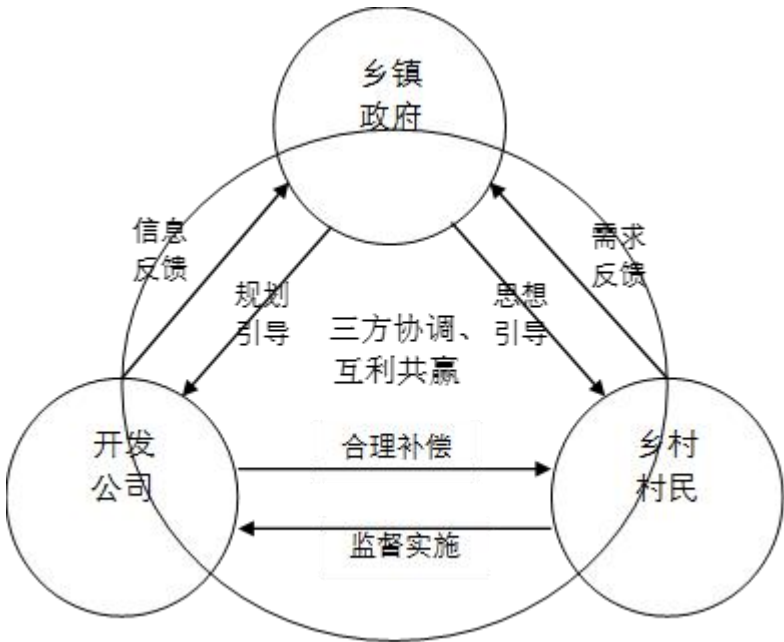 乡镇
政府
信息
反馈
需求
反馈
规划
引导
思想
引导
三方协调、
互利共赢
开发
公司
合理补偿
乡村
村民
监督实施